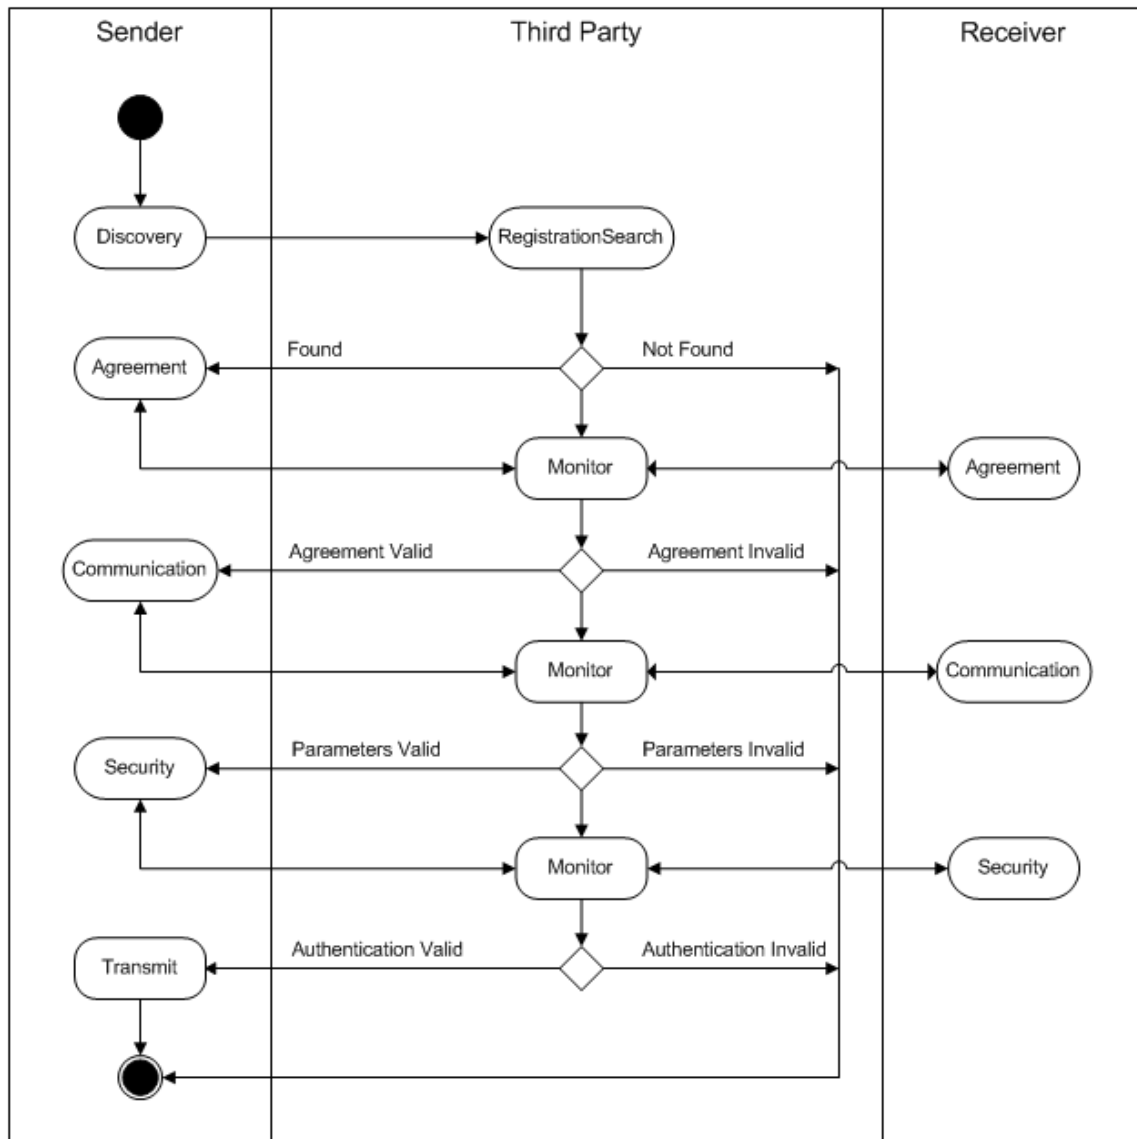 Sender
Third Party
Receiver
Discovery
RegistrationSearch
Found
Not Found
Agreement
Monitor
Agreement
Agreement Valid
Agreement Invalid
Communication
Monitor
Communication
Parameters Valid
Parameters Invalid
Security
Monitor
Security
Authentication Valid
Authentication Invalid
Transmit